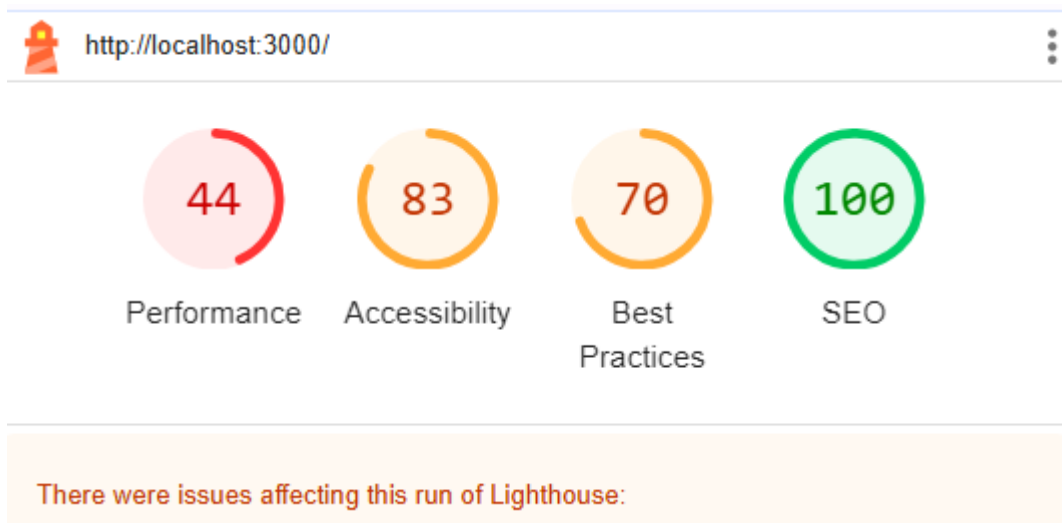 http://localhost:3000/
44 83 70 100
Performance Accessibility Best SEO
Practices
There were issues affecting this run of Lighthouse: